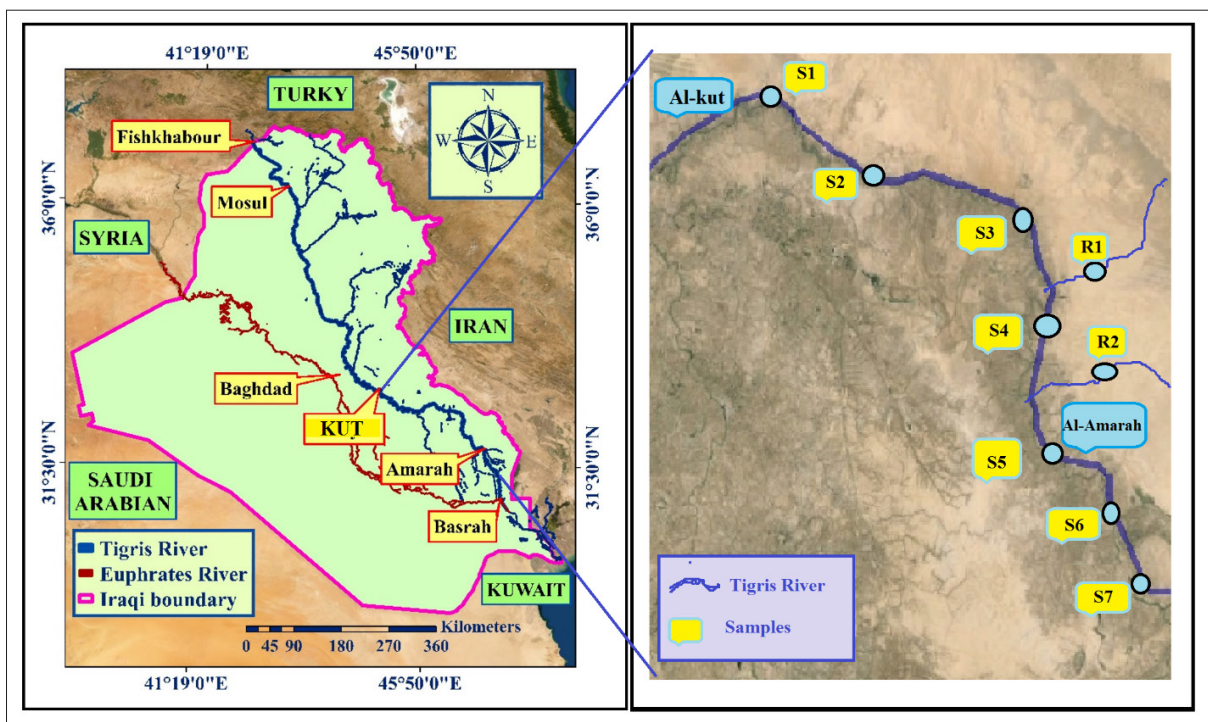 41°19'0"E
45°50'0"E
TURKY
Fishkhabour
N
W
E
S
Mosul
36°0'0"N
36°0'0"N
SYRIA
IRAN
Baghdad
KUT
Amarah
31°30'0"N
31°30'0"N
SAUDI
ARABIAN
Basrah
Tigris River
Euphrates River
Iraqi boundary
KUWAIT
Kilometers
0 45 90 180 270 360
41°19'0"E
45°50'0"E
S1
Al-kut
S2
S3
R1
S4
R2
Al-Amarah
S5
S6
S7
Tigris River
Samples